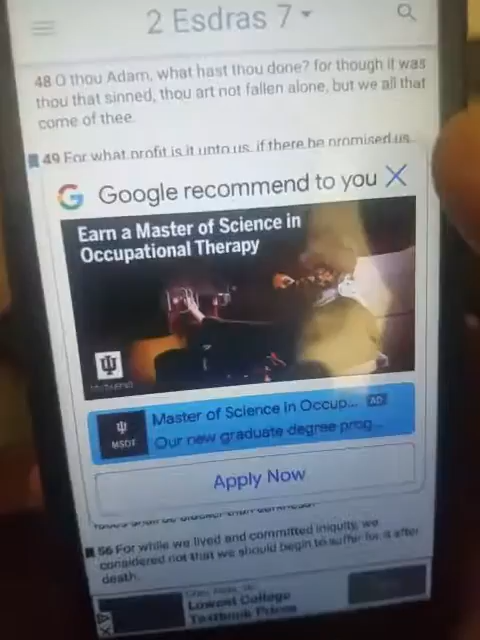 2 Esdras 7
48 O thou Adam, what hast thou done? for though it was
thou that sinned, thou art not fallen alone, but we all that
come of thee.
49 For what profit is it unto us, if there be promised us
Google recommend to you
Earn a Master of Science in
Occupational Therapy
Master of Science in Occup... AD
MSOT
Our new graduate degree prog...
Apply Now
56 For while we lived and committed iniquity, we
considered not that we should begin to suffer for it after
death.
Lowest College
Textbook Prices